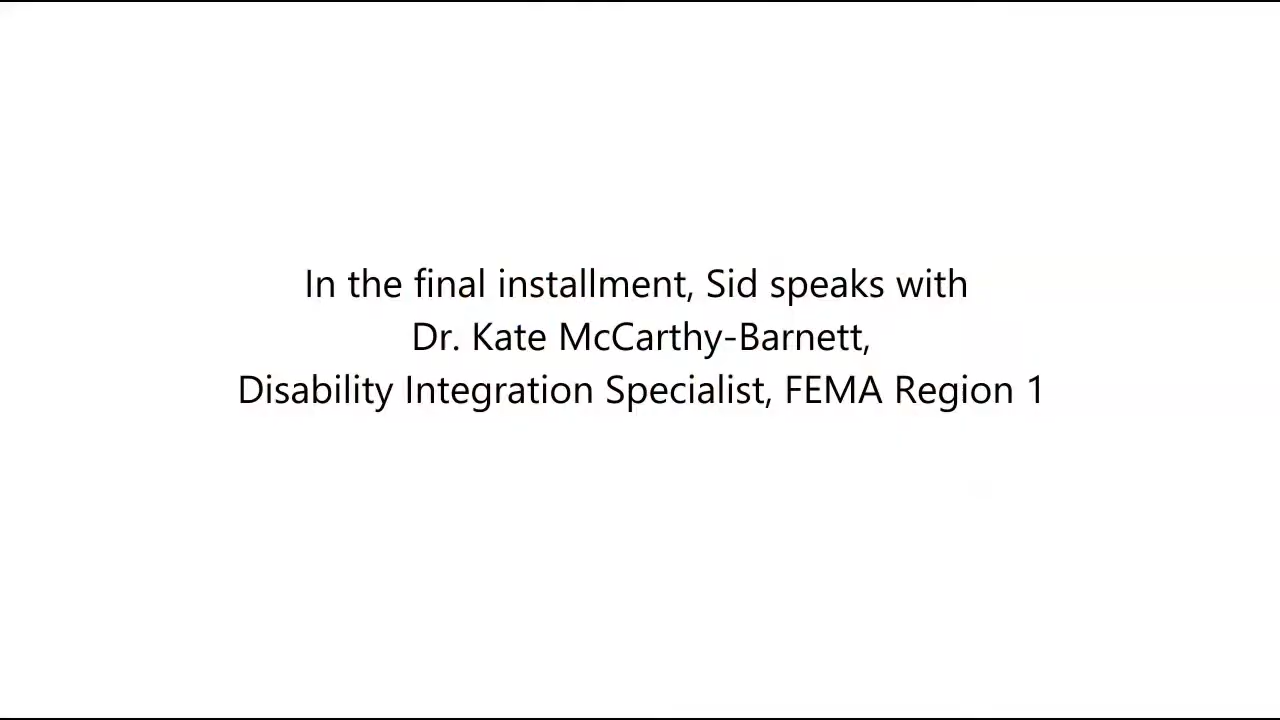 In the final installment, Sid speaks with
Dr. Kate McCarthy-Barnett,
Disability Integration Specialist, FEMA Region 1